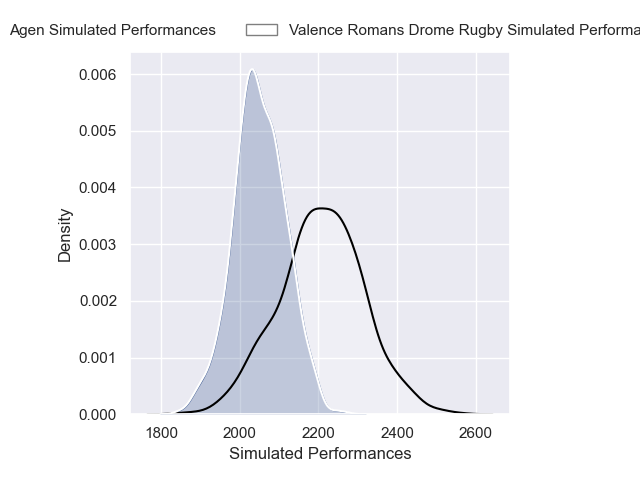 Agen Simulated Performances
Valence Romans Drome Rugby Simulated Performa
0.006
0.005
0.004
0.003
0.002
0.001
0.000
Density
1800 2000 2200 2400 2600
Simulated Performances